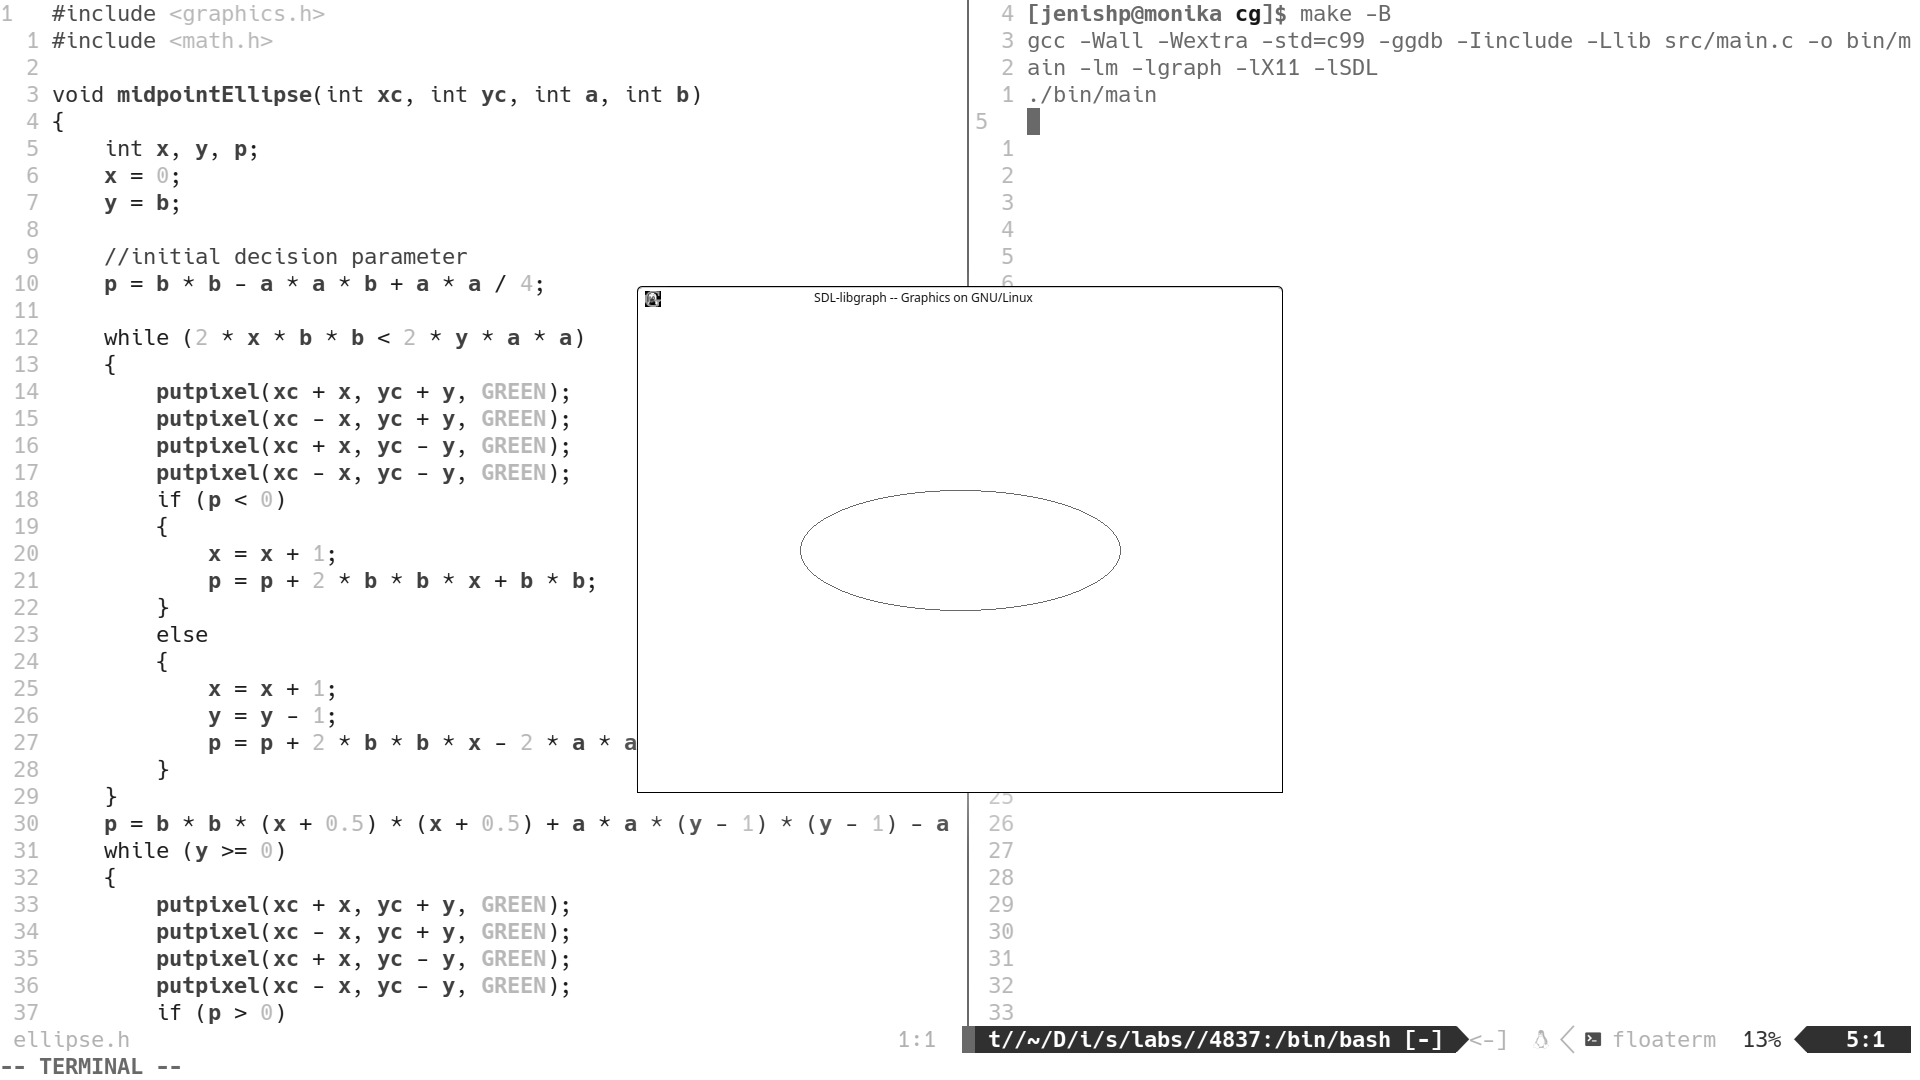 1   #include <graphics.h>
  1 #include <math.h>
  2
  3 void midpointEllipse(int xc, int yc, int a, int b)
  4 {
  5     int x, y, p;
  6     x = 0;
  7     y = b;
  8
  9     //initial decision parameter
 10     p = b * b - a * a * b + a * a / 4;
 11
 12     while (2 * x * b * b < 2 * y * a * a)
 13     {
 14         putpixel(xc + x, yc + y, GREEN);
 15         putpixel(xc - x, yc + y, GREEN);
 16         putpixel(xc + x, yc - y, GREEN);
 17         putpixel(xc - x, yc - y, GREEN);
 18         if (p < 0)
 19         {
 20             x = x + 1;
 21             p = p + 2 * b * b * x + b * b;
 22         }
 23         else
 24         {
 25             x = x + 1;
 26             y = y - 1;
 27             p = p + 2 * b * b * x - 2 * a * a
 28         }
 29     }
 30     p = b * b * (x + 0.5) * (x + 0.5) + a * a * (y - 1) * (y - 1) - a
 31     while (y >= 0)
 32     {
 33         putpixel(xc + x, yc + y, GREEN);
 34         putpixel(xc - x, yc + y, GREEN);
 35         putpixel(xc + x, yc - y, GREEN);
 36         putpixel(xc - x, yc - y, GREEN);
 37         if (p > 0)
ellipse.h 1:1
-- TERMINAL --
4 [jenishp@monika cg]$ make -B
3 gcc -Wall -Wextra -std=c99 -ggdb -Iinclude -Llib src/main.c -o bin/m
2 ain -lm -lgraph -lX11 -lSDL
1 ./bin/main
5
1
2
3
4
5
6
SDL-libgraph -- Graphics on GNU/Linux
25
26
27
28
29
30
31
32
33
t//~/D/i/s/labs//4837:/bin/bash [-] <-] floaterm 13% 5:1